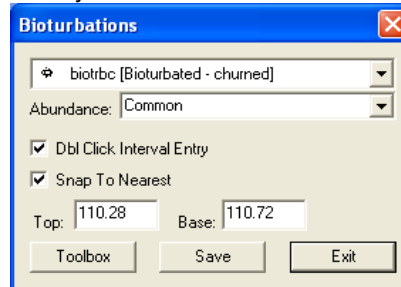 Bioturbations
biotrbc [Bioturbated - churned]
Abundance: Common
Dbl Click Interval Entry
Snap To Nearest
Top: 110.28 Base: 110.72
Toolbox Save Exit